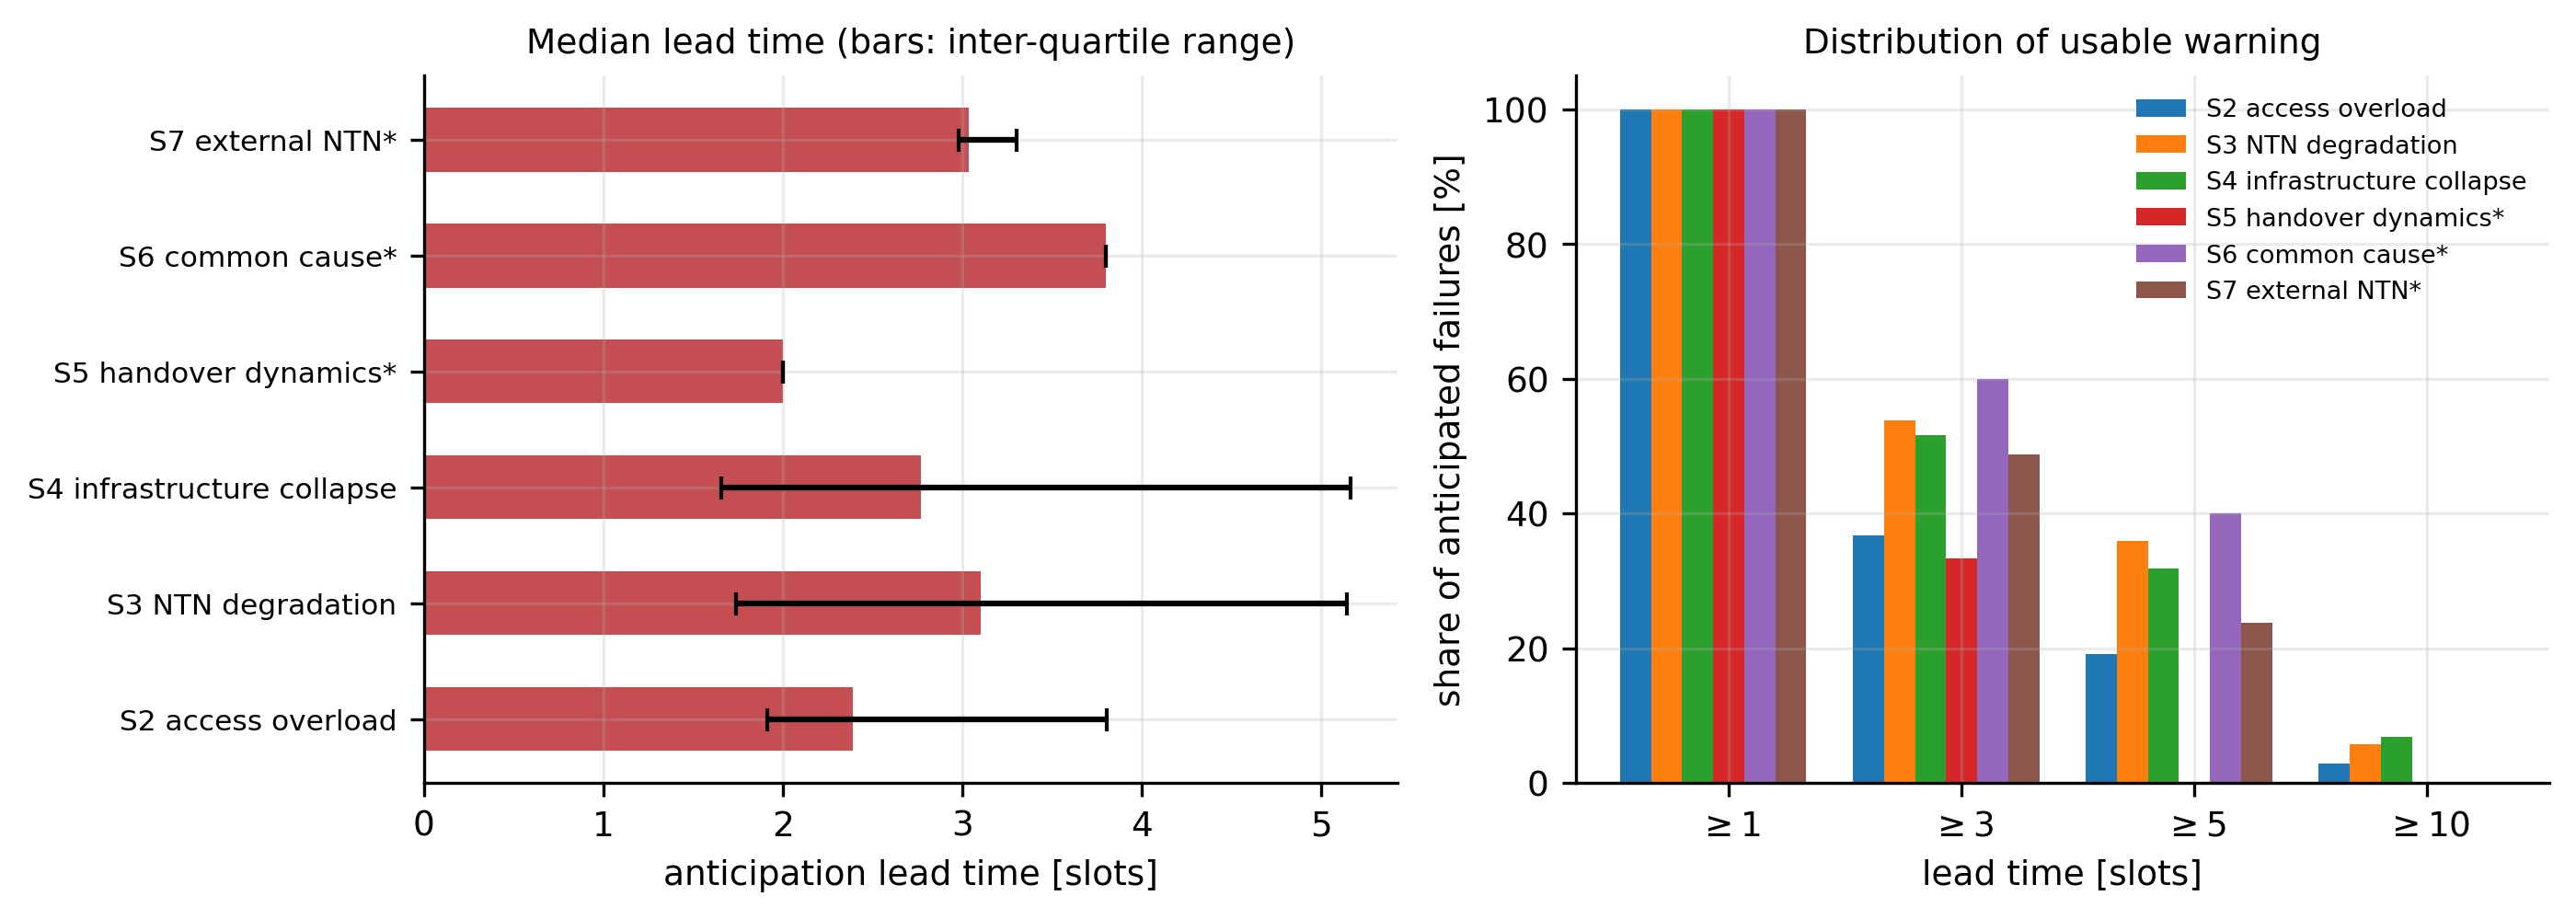 Median lead time (bars: inter-quartile range)
S7 external NTN*
S6 common cause*
S5 handover dynamics*
S4 infrastructure collapse
S3 NTN degradation
S2 access overload
0 1 2 3 4 5
anticipation lead time [slots]
Distribution of usable warning
share of anticipated failures [%]
100
80
60
40
20
0
S2 access overload
S3 NTN degradation
S4 infrastructure collapse
S5 handover dynamics*
S6 common cause*
S7 external NTN*
≥ 1 ≥ 3 ≥ 5 ≥ 10
lead time [slots]